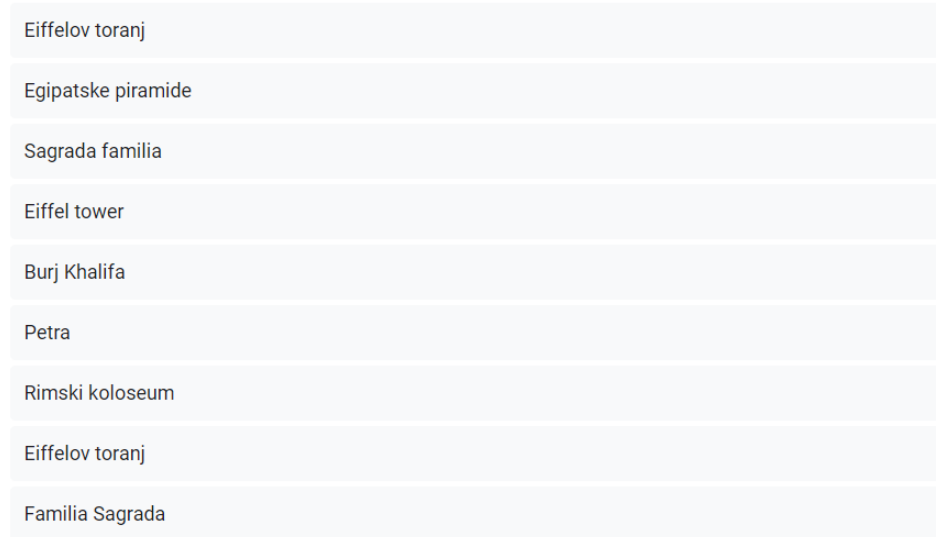 Eiffelov toranj
Egipatske piramide
Sagrada familia
Eiffel tower
Burj Khalifa
Petra
Rimski koloseum
Eiffelov toranj
Familia Sagrada